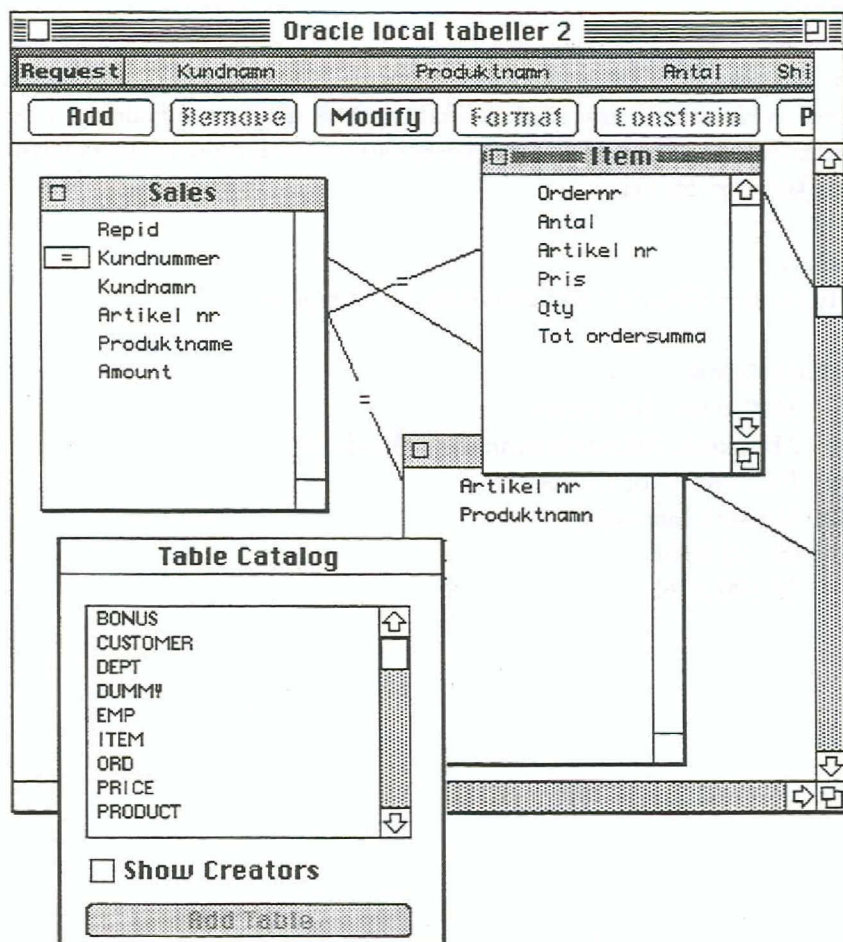 Oracle local tabeller 2
Request Kundnamn Produktnamn Antal Shi
Add Remove Modify Format Constrain P
Sales
Repid
= Kundnummer
Kundnamn
Artikel nr
Produktname
Amount
=
=
Item
Ordernr
Antal
Artikel nr
Pris
Qty
Tot ordersumma
Artikel nr
Produktnamn
Table Catalog
BONUS
CUSTOMER
DEPT
DUMMY
EMP
ITEM
ORD
PRICE
PRODUCT
Show Creators
Add Table